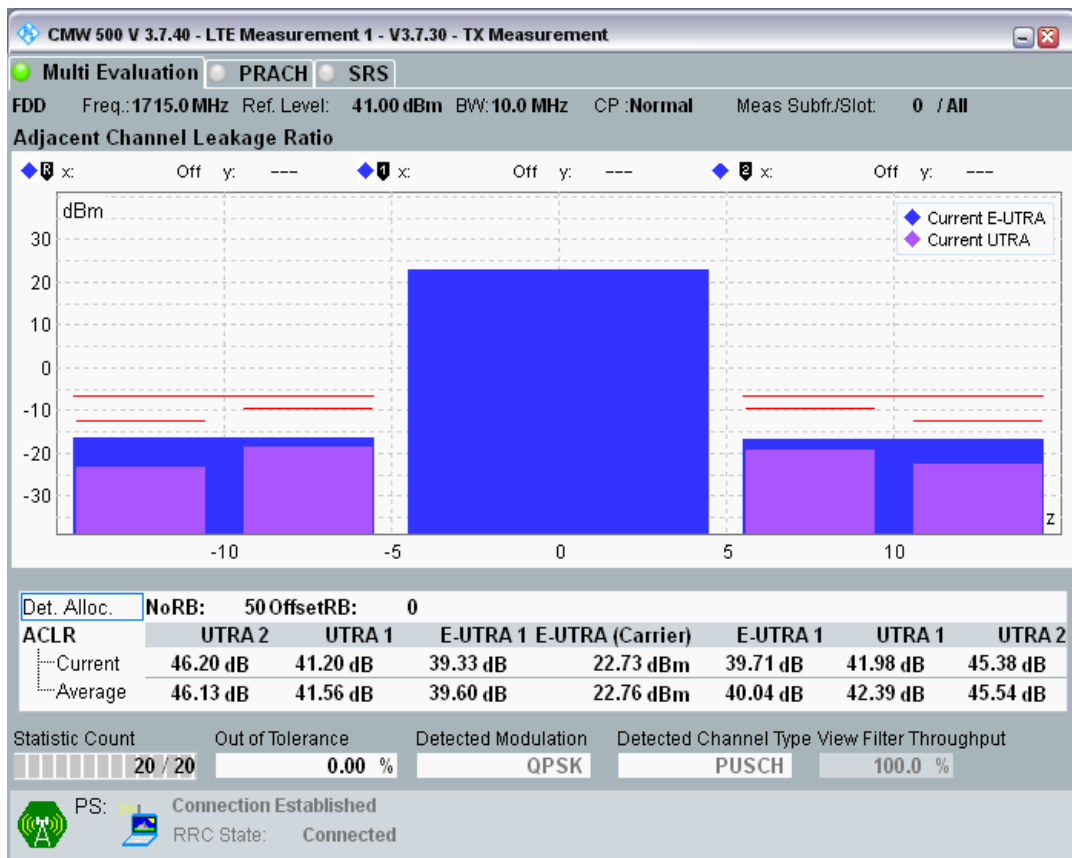 CMW 500 V 3.7.40 - LTE Measurement 1 - V3.7.30 - TX Measurement
Multi Evaluation PRACH SRS
FDD Freq.: 1715.0 MHz Ref. Level: 41.00 dBm BW: 10.0 MHz CP :Normal Meas Subfr./Slot: 0 / All
Adjacent Channel Leakage Ratio
R x: Off y: --- 1 x: Off y: --- 2 x: Off y: ---
dBm
Current E-UTRA
Current UTRA
30
20
10
0
-10
-20
-30
z
-10 -5 0 5 10
Det. Alloc. NoRB: 50 OffsetRB: 0
ACLR UTRA 2 UTRA 1 E-UTRA 1 E-UTRA (Carrier) E-UTRA 1 UTRA 1 UTRA 2
Current 46.20 dB 41.20 dB 39.33 dB 22.73 dBm 39.71 dB 41.98 dB 45.38 dB
Average 46.13 dB 41.56 dB 39.60 dB 22.76 dBm 40.04 dB 42.39 dB 45.54 dB
Statistic Count Out of Tolerance Detected Modulation Detected Channel Type View Filter Throughput
20 / 20 0.00 % QPSK PUSCH 100.0 %
PS: Connection Established
RRC State: Connected